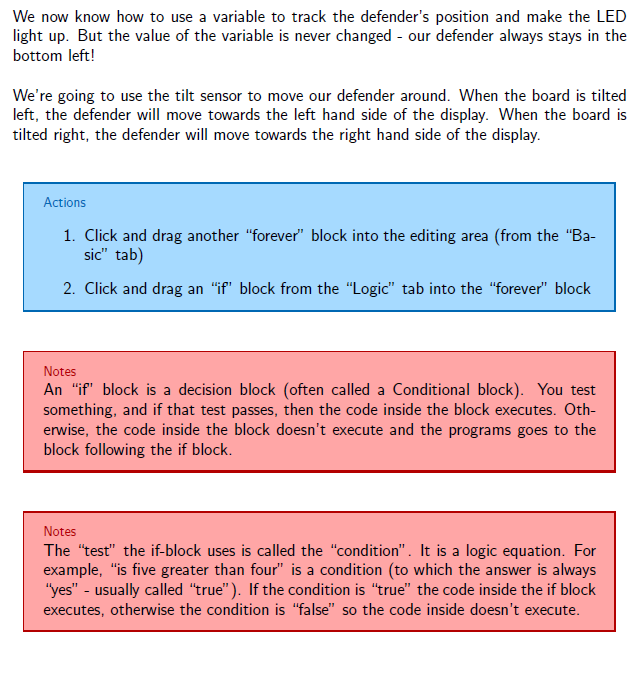 We now know how to use a variable to track the defender's position and make the LED
light up. But the value of the variable is never changed - our defender always stays in the
bottom left!
We're going to use the tilt sensor to move our defender around. When the board is tilted
left, the defender will move towards the left hand side of the display. When the board is
tilted right, the defender will move towards the right hand side of the display.
Actions
1. Click and drag another “forever” block into the editing area (from the “Ba-
sic” tab)
2. Click and drag an “if” block from the “Logic” tab into the “forever” block
Notes
An “if” block is a decision block (often called a Conditional block). You test
something, and if that test passes, then the code inside the block executes. Oth-
erwise, the code inside the block doesn't execute and the programs goes to the
block following the if block.
Notes
The “test” the if-block uses is called the “condition”. It is a logic equation. For
example, “is five greater than four” is a condition (to which the answer is always
“yes” - usually called “true”). If the condition is “true” the code inside the if block
executes, otherwise the condition is “false” so the code inside doesn't execute.